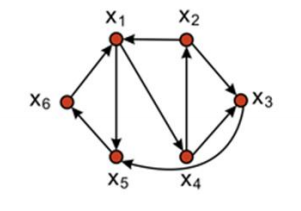 x₁ x₂
x₆ x₃
x₅ x₄